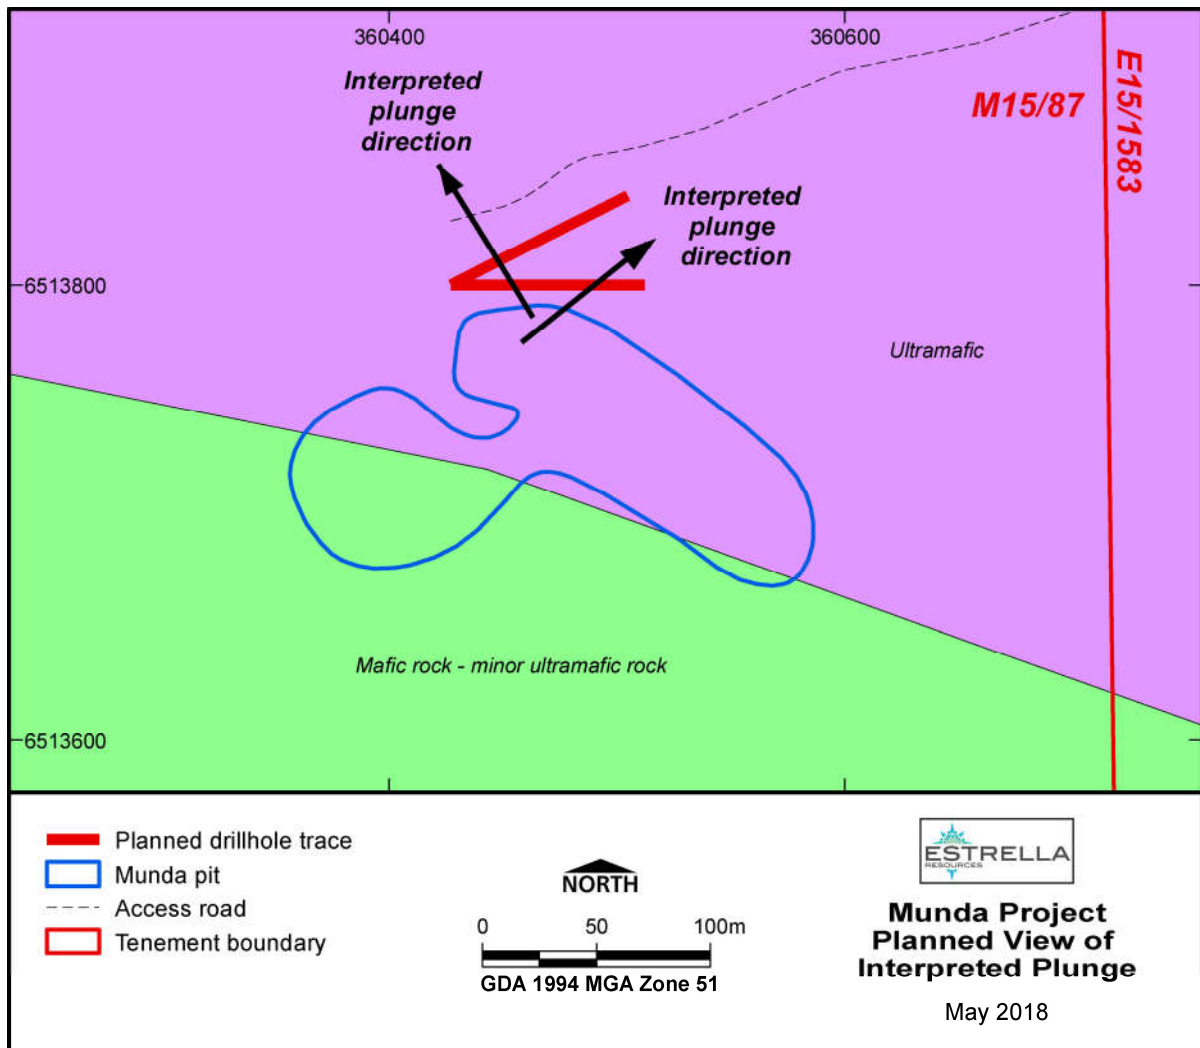 360400
360600
Interpreted
plunge
direction
M15/87
E15/1583
Interpreted
plunge
direction
6513800
Ultramafic
Mafic rock - minor ultramafic rock
6513600
Planned drillhole trace
Munda pit
Access road
Tenement boundary
NORTH
0 50 100m
GDA 1994 MGA Zone 51
ESTRELLA
RESOURCES
Munda Project
Planned View of
Interpreted Plunge
May 2018